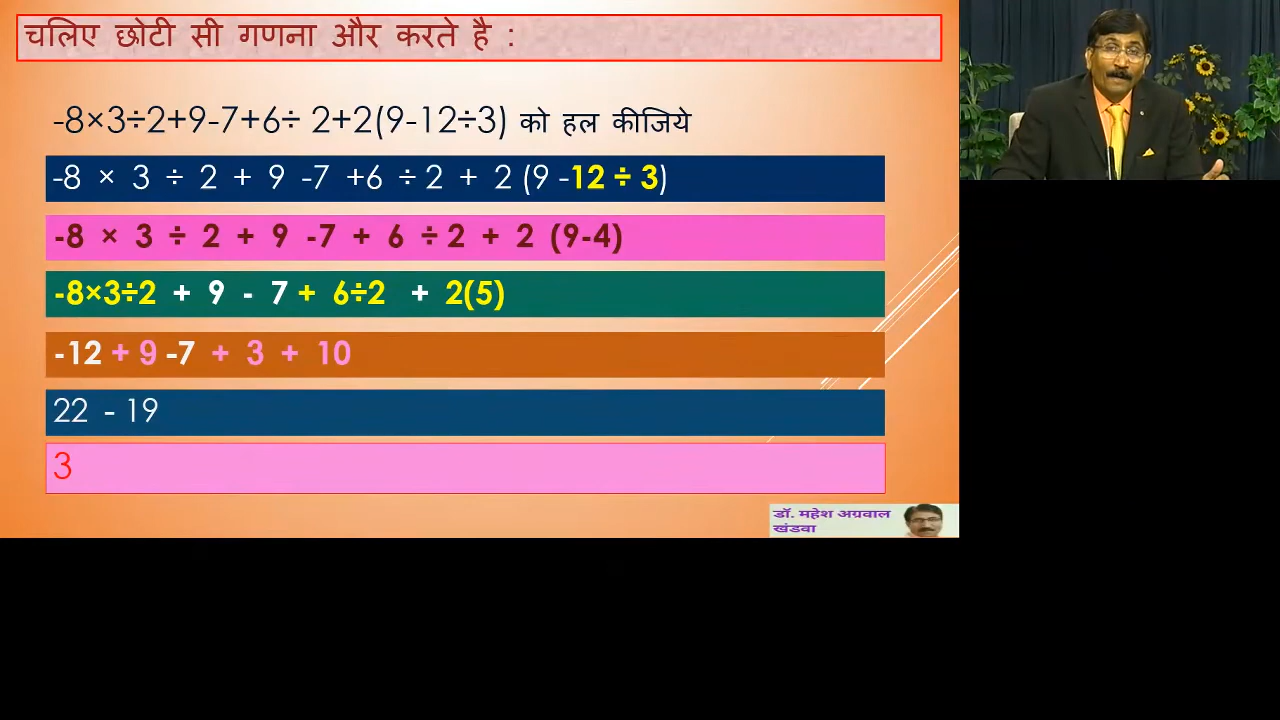 चलिए छोटी सी गणना और करते है :
-8×3÷2+9-7+6÷ 2+2(9-12÷3) को हल कीजिये
-8 × 3 ÷ 2 + 9 -7 +6 ÷ 2 + 2 (9 -12 ÷ 3)
-8 × 3 ÷ 2 + 9 -7 + 6 ÷ 2 + 2 (9-4)
-8×3÷2 + 9 - 7 + 6÷2 + 2(5)
-12 + 9 -7 + 3 + 10
22 - 19
3
डॉ. महेश अग्रवाल
खंडवा